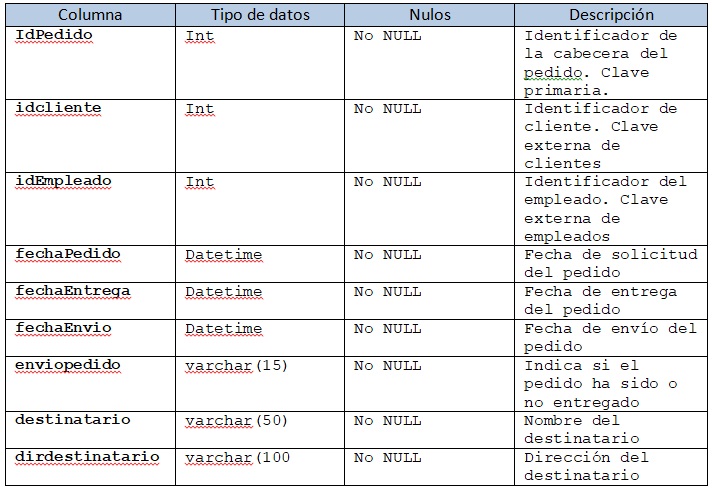 Columna Tipo de datos Nulos Descripción
IdPedido Int No NULL Identificador de
la cabecera del
pedido. Clave
primaria.
idcliente Int No NULL Identificador de
cliente. Clave
externa de
clientes
idEmpleado Int No NULL Identificador del
empleado. Clave
externa de
empleados
fechaPedido Datetime No NULL Fecha de solicitud
del pedido
fechaEntrega Datetime No NULL Fecha de entrega
del pedido
fechaEnvio Datetime No NULL Fecha de envío del
pedido
enviopedido varchar(15) No NULL Indica si el
pedido ha sido o
no entregado
destinatario varchar(50) No NULL Nombre del
destinatario
dirdestinatario varchar(100 No NULL Dirección del
destinatario